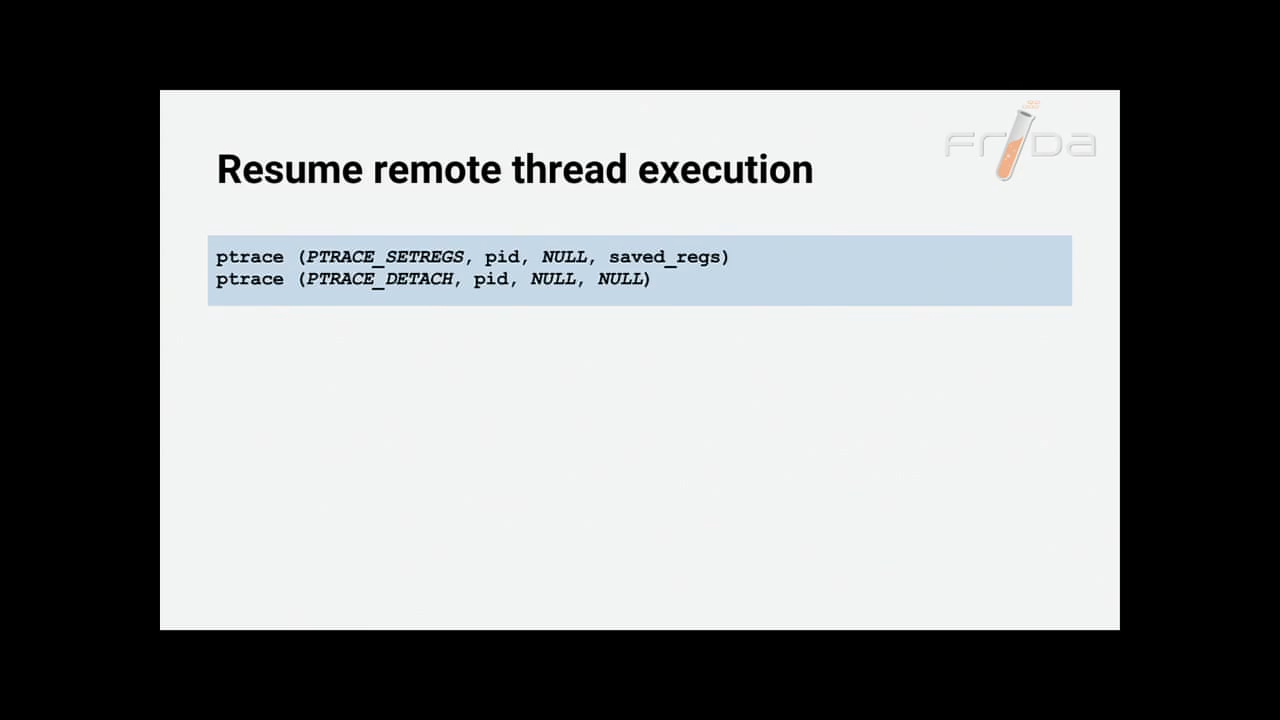 FRIDA
Resume remote thread execution
ptrace (PTRACE_SETREGS, pid, NULL, saved_regs)
ptrace (PTRACE_DETACH, pid, NULL, NULL)